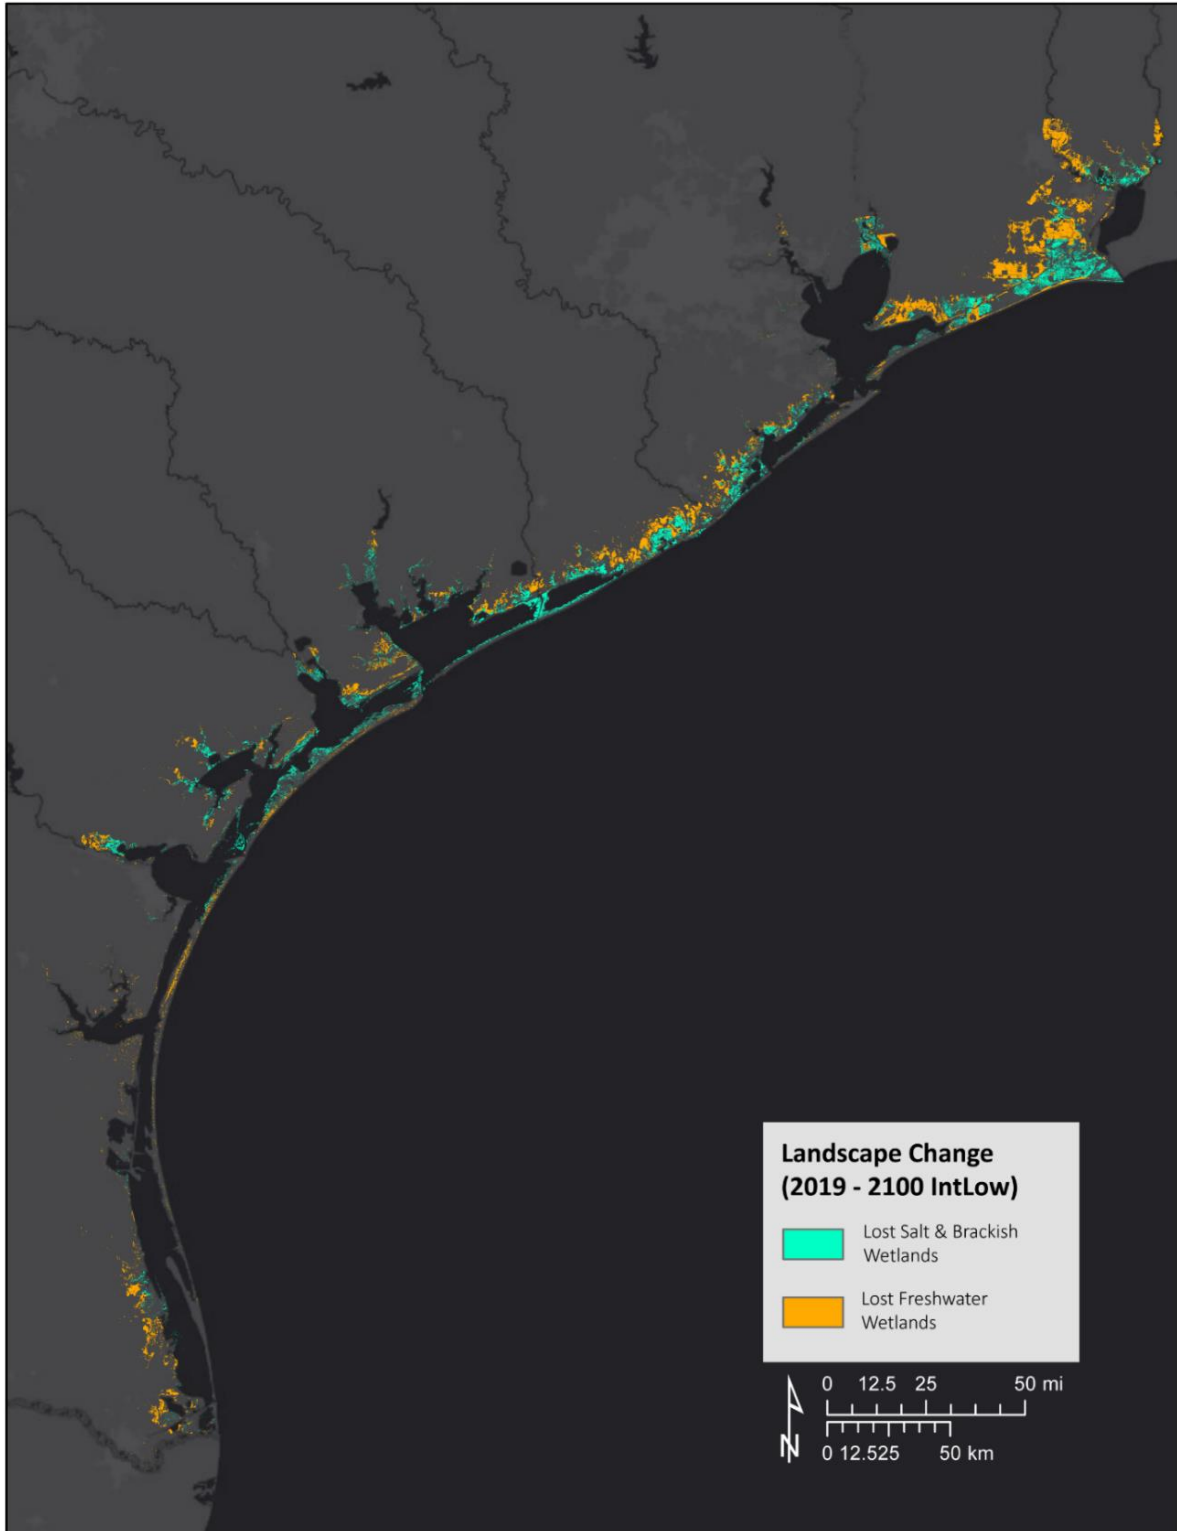 Landscape Change
(2019 - 2100 IntLow)
Lost Salt & Brackish
Wetlands
Lost Freshwater
Wetlands
0 12.5 25 50 mi
N
0 12.525 50 km